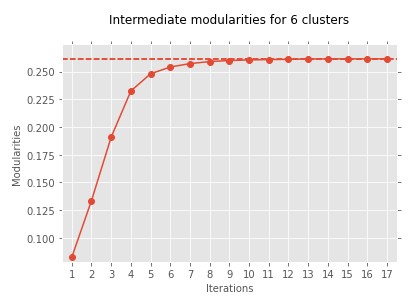 Intermediate modularities for 6 clusters
Modularities
0.250
0.225
0.200
0.175
0.150
0.125
0.100
1 2 3 4 5 6 7 8 9 10 11 12 13 14 15 16 17
Iterations